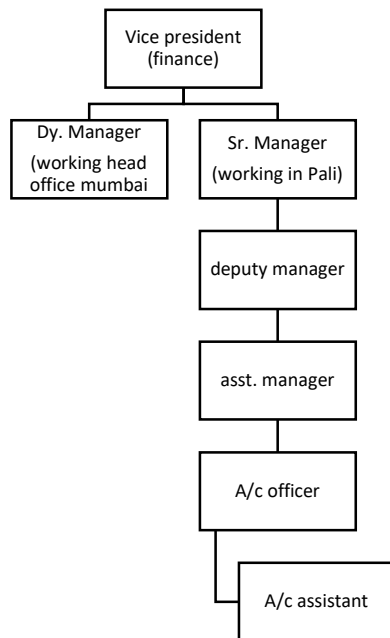 Vice president
(finance)
Dy. Manager
(working head
office mumbai
Sr. Manager
(working in Pali)
deputy manager
asst. manager
A/c officer
A/c assistant